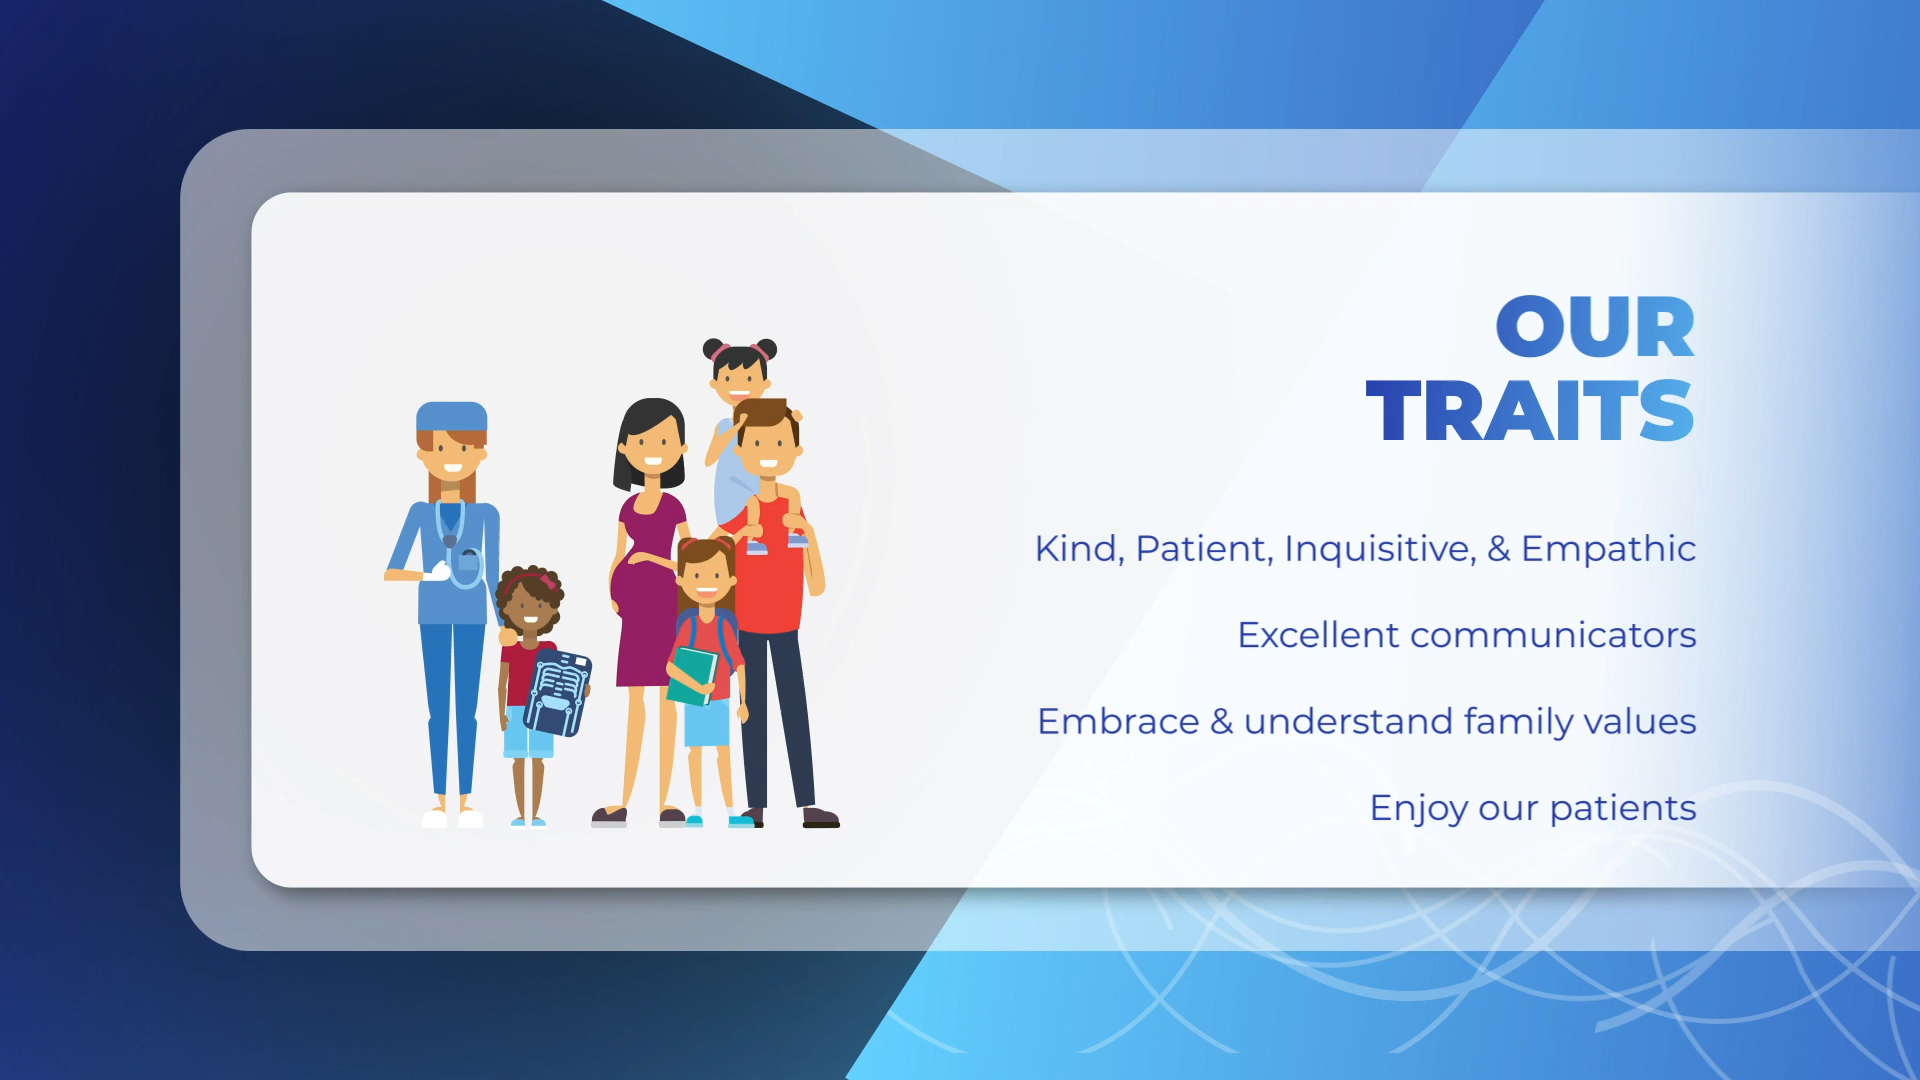 OUR
TRAITS
Kind, Patient, Inquisitive, & Empathic
Excellent communicators
Embrace & understand family values
Enjoy our patients